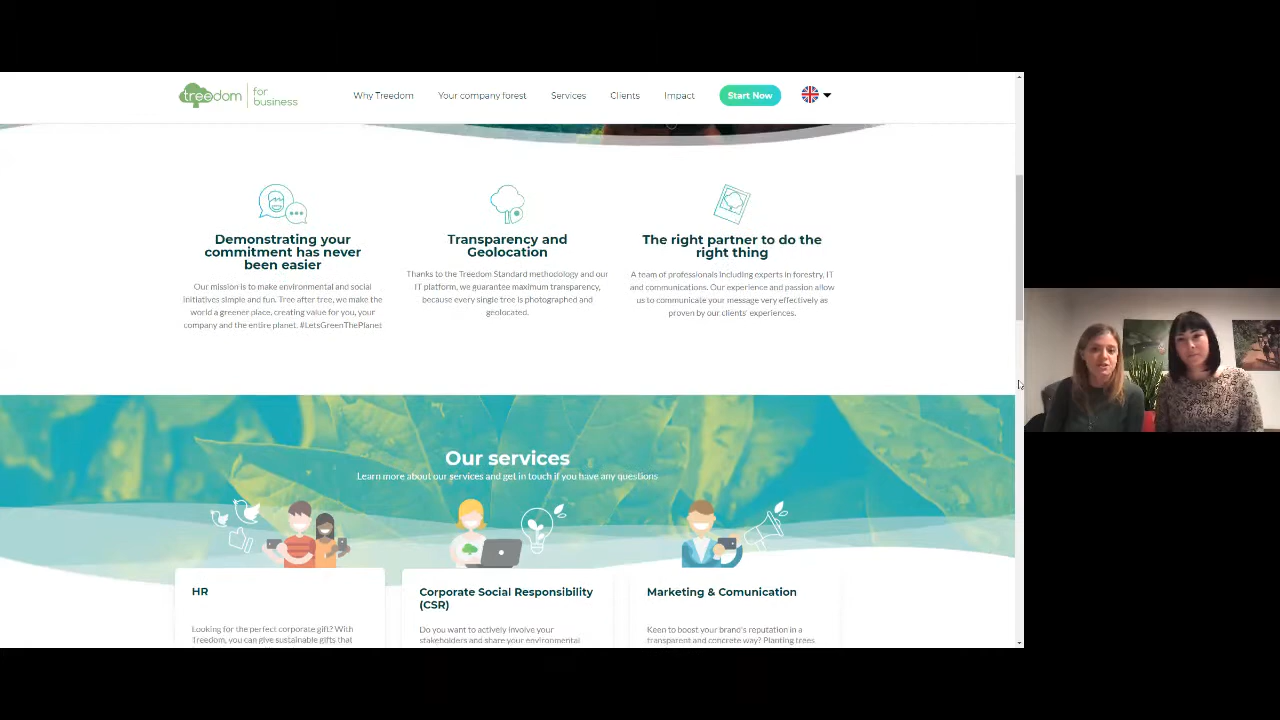 treedom
for
business
Why Treedom
Your company forest
Services
Clients
Impact
Start Now
Demonstrating your
commitment has never
been easier
Our mission is to make environmental and social
initiatives simple and fun. Tree after tree, we make the
world a greener place, creating value for you, your
company and the entire planet. #LetsGreenThePlanet
Transparency and
Geolocation
Thanks to the Treedom Standard methodology and our
IT platform, we guarantee maximum transparency,
because every single tree is photographed and
geolocated.
The right partner to do the
right thing
A team of professionals including experts in forestry, IT
and communications. Our experience and passion allow
us to communicate your message very effectively as
proven by our clients' experiences.
Our services
Learn more about our services and get in touch if you have any questions
HR
Looking for the perfect corporate gift? With
Treedom, you can give sustainable gifts that
Corporate Social Responsibility
(CSR)
Do you want to actively involve your
stakeholders and share your environmental
Marketing & Comunication
Keen to boost your brand's reputation in a
transparent and concrete way? Planting trees